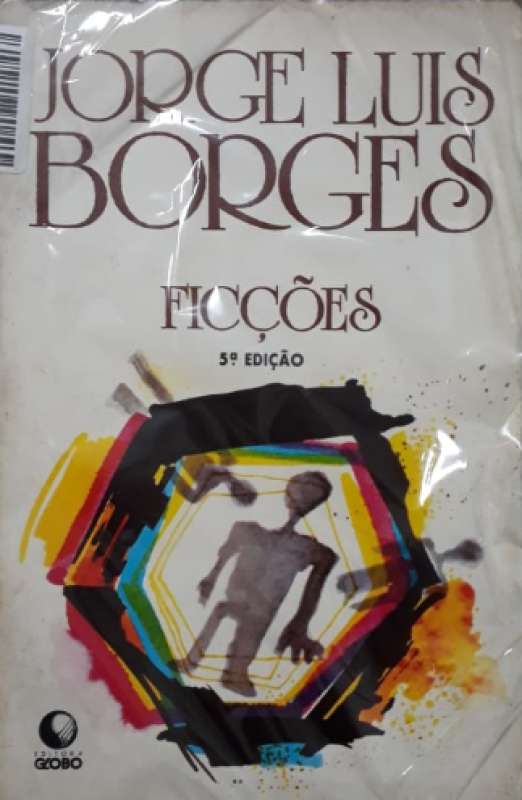 JORGE LUIS
BORGES
FICÇÕES
5ª EDIÇÃO
EDITORA
GLOBO